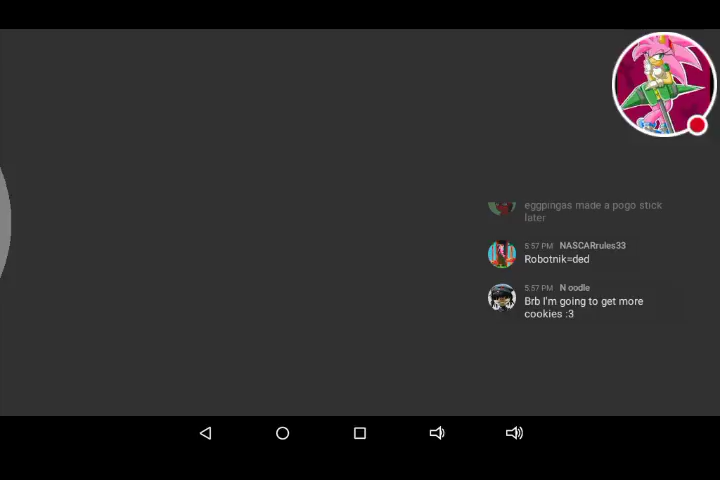 eggpingas made a pogo stick
later
5:57 PM NASCARrules33
Robotnik=ded
5:57 PM N oodle
Brb I'm going to get more
cookies :3